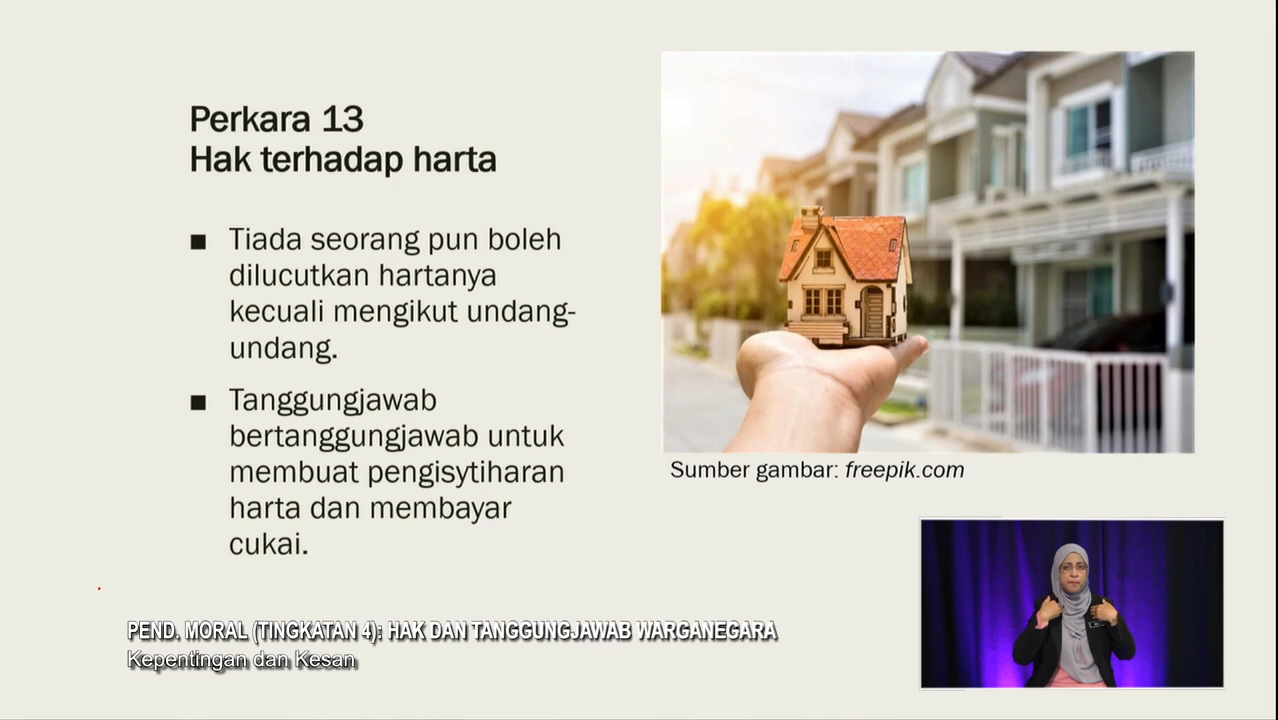 Perkara 13
Hak terhadap harta
■ Tiada seorang pun boleh
dilucutkan hartanya
kecuali mengikut undang-
undang.
■ Tanggungjawab
bertanggungjawab untuk
membuat pengisytiharan
harta dan membayar
cukai.
Sumber gambar: freepik.com
PEND. MORAL (TINGKATAN 4): HAK DAN TANGGUNGJAWAB WARGANEGARA
Kepentingan dan Kesan